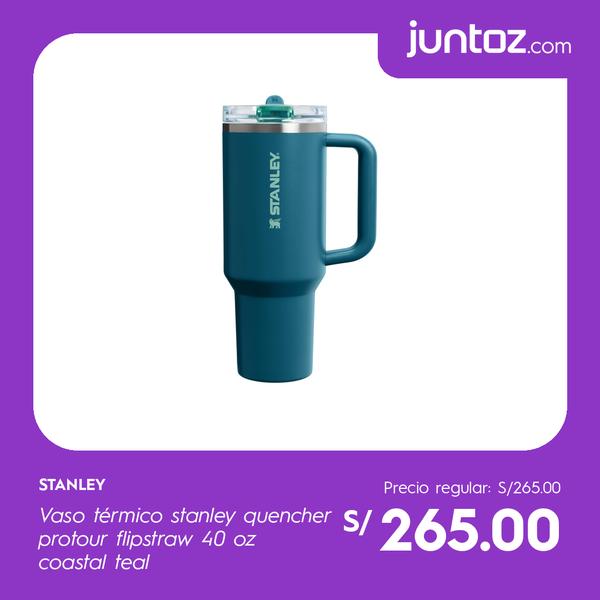 juntoz.com
STANLEY
STANLEY
Precio regular: S/265.00
Vaso térmico stanley quencher
protour flipstraw 40 oz
coastal teal
S/ 265.00